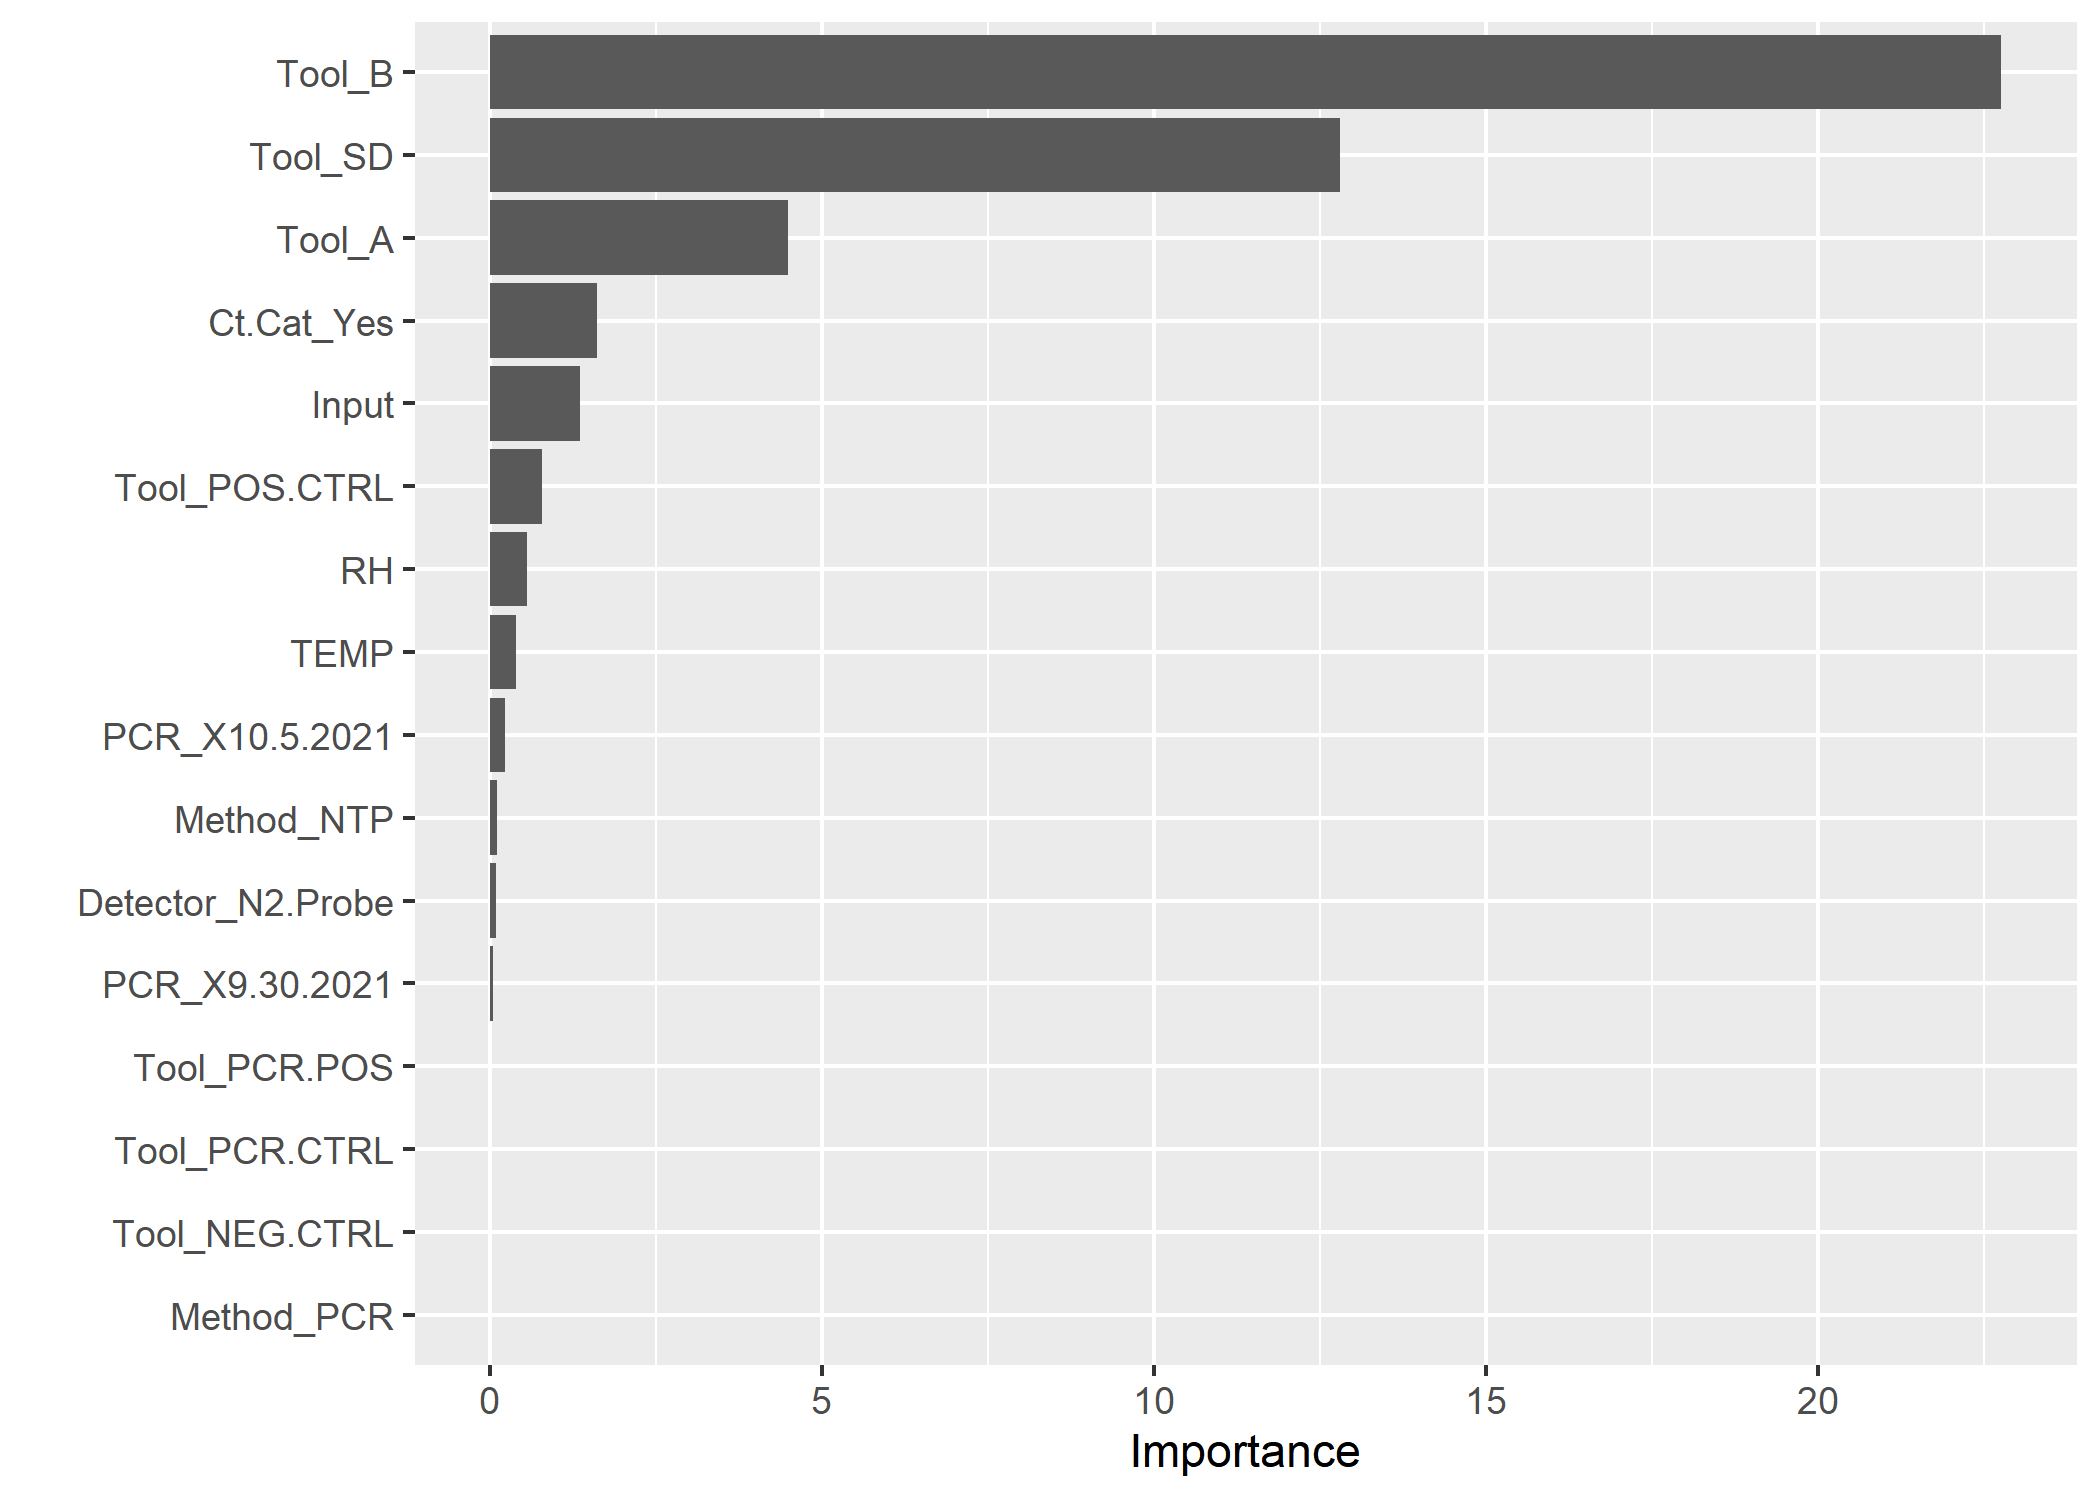 Tool_B
Tool_SD
Tool_A
Ct.Cat_Yes
Input
Tool_POS.CTRL
RH
TEMP
PCR_X10.5.2021
Method_NTP
Detector_N2.Probe
PCR_X9.30.2021
Tool_PCR.POS
Tool_PCR.CTRL
Tool_NEG.CTRL
Method_PCR
0 5 10 15 20
Importance